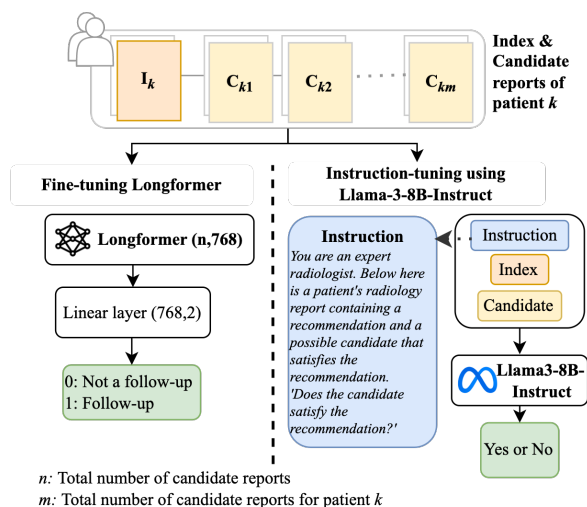 Index &
Candidate
reports of
patient k
I_k
C_k1
C_k2
C_km
Fine-tuning Longformer
Longformer (n,768)
Linear layer (768,2)
0: Not a follow-up
1: Follow-up
Instruction-tuning using
Llama-3-8B-Instruct
Instruction
You are an expert
radiologist. Below here
is a patient's radiology
report containing a
recommendation and a
possible candidate that
satisfies the
recommendation.
'Does the candidate
satisfy the
recommendation?'
Instruction
Index
Candidate
Llama3-8B-
Instruct
Yes or No
n: Total number of candidate reports
m: Total number of candidate reports for patient k